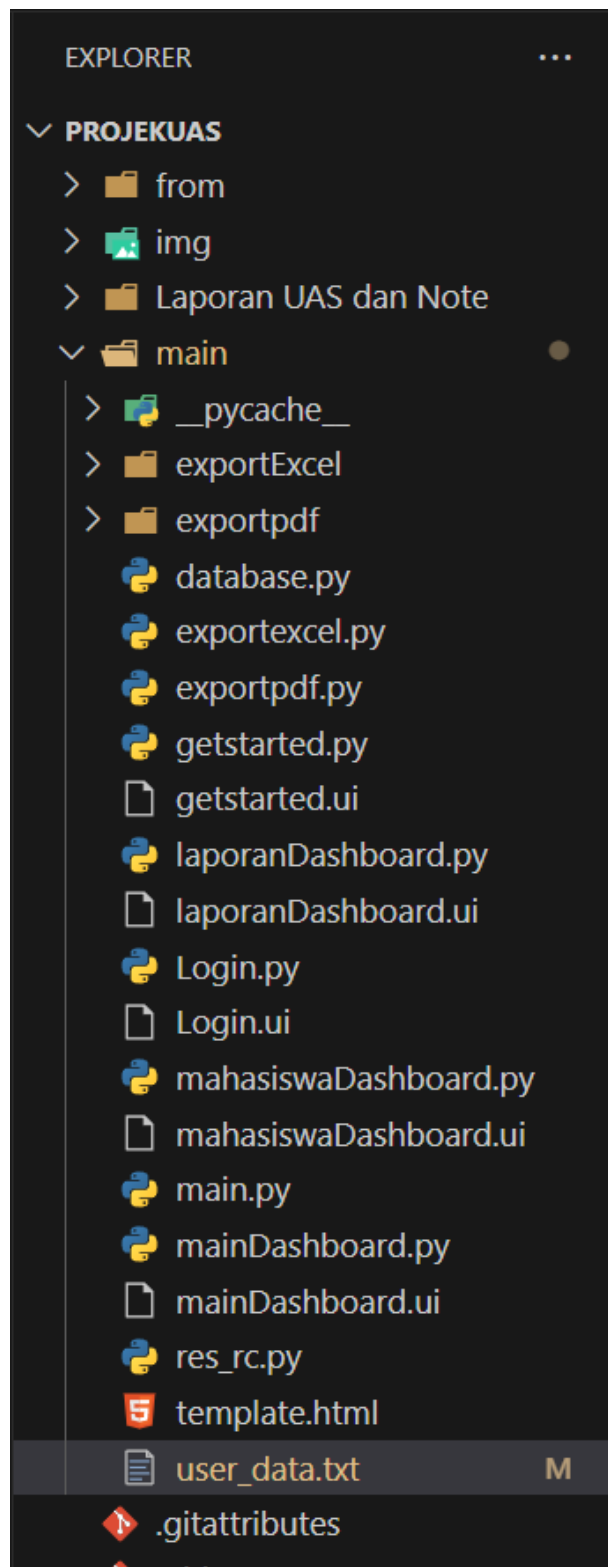 EXPLORER ...
PROJEKUAS
from
img
Laporan UAS dan Note
main
__pycache__
exportExcel
exportpdf
database.py
exportexcel.py
exportpdf.py
getstarted.py
getstarted.ui
laporanDashboard.py
laporanDashboard.ui
Login.py
Login.ui
mahasiswaDashboard.py
mahasiswaDashboard.ui
main.py
mainDashboard.py
mainDashboard.ui
res_rc.py
template.html
user_data.txt M
.gitattributes